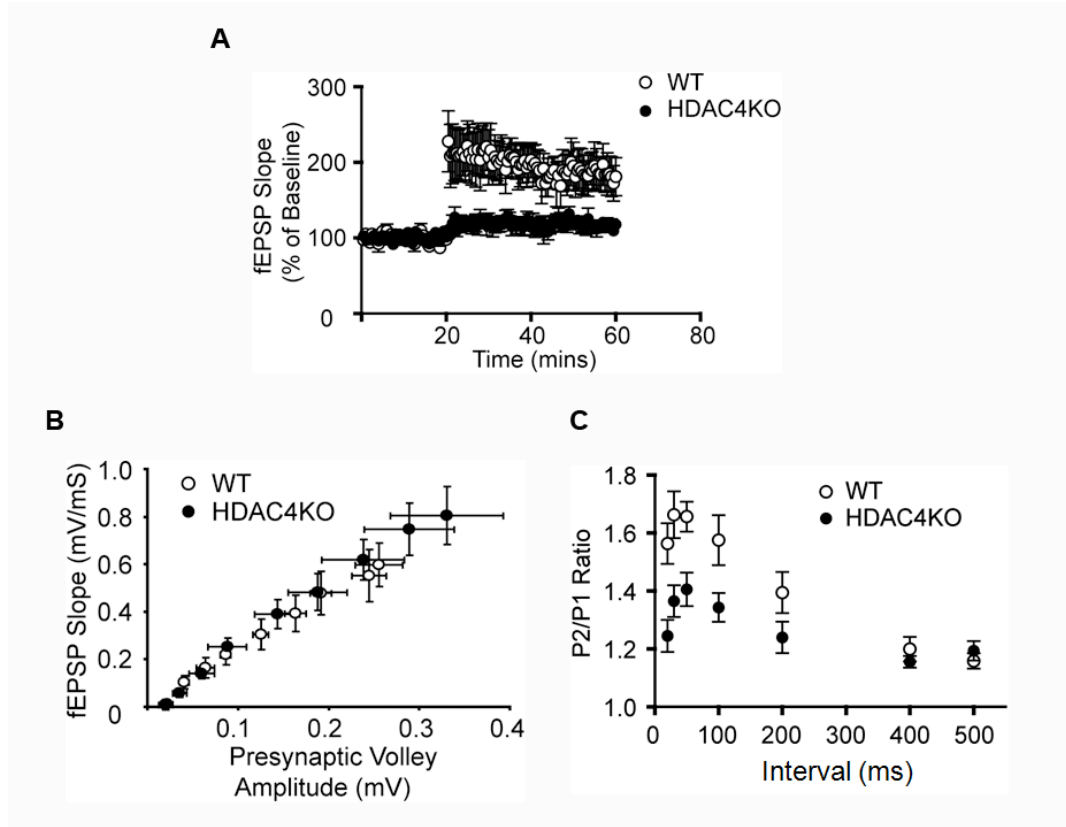 A
WT
HDAC4KO
fEPSP Slope
(% of Baseline)
300
200
100
0
20
40
60
80
Time (mins)
B
WT
HDAC4KO
fEPSP Slope (mV/mS)
1.0
0.8
0.6
0.4
0.2
0
0.1
0.2
0.3
0.4
Presynaptic Volley
Amplitude (mV)
C
WT
HDAC4KO
P2/P1 Ratio
1.8
1.6
1.4
1.2
1.0
0
100
200
300
400
500
Interval (ms)